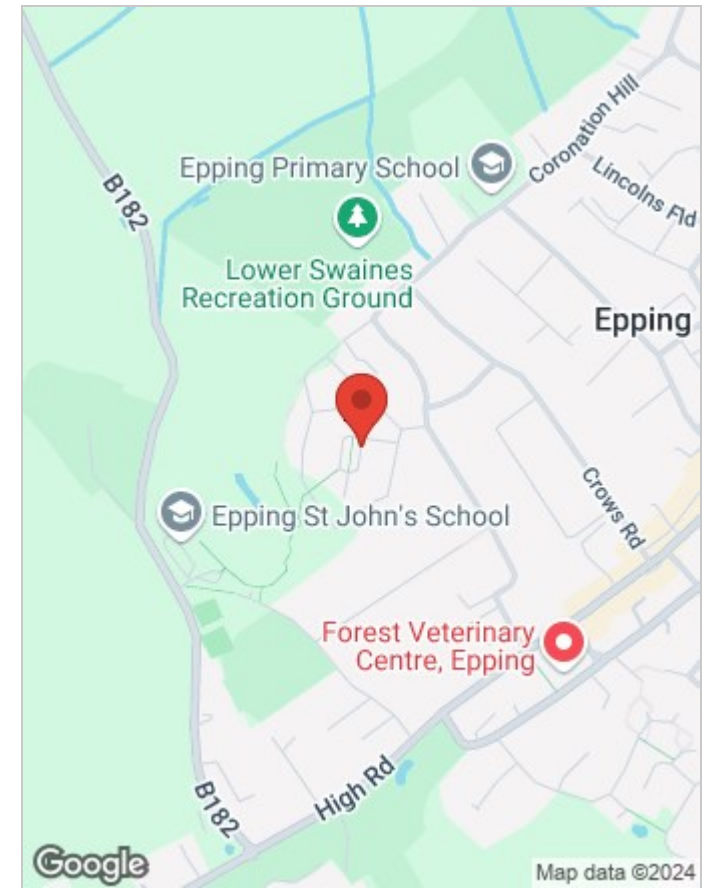 Coronation Hill
Epping Primary School
Lincolns Fld
B182
Lower Swaines
Recreation Ground
Epping
Crows Rd
Epping St John's School
Forest Veterinary
Centre, Epping
High Rd
B182
Google
Map data ©2024